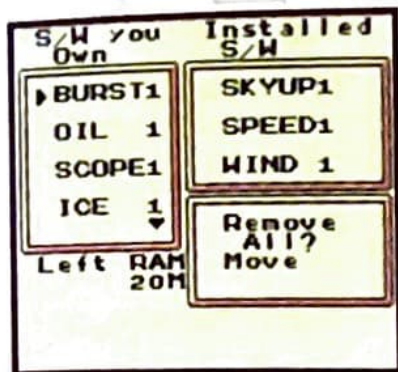 S/W you
Own
BURST1
OIL 1
SCOPE1
ICE 1
Left RAM
20M
Installed
S/W
SKYUP1
SPEED1
WIND 1
Remove
All?
Move